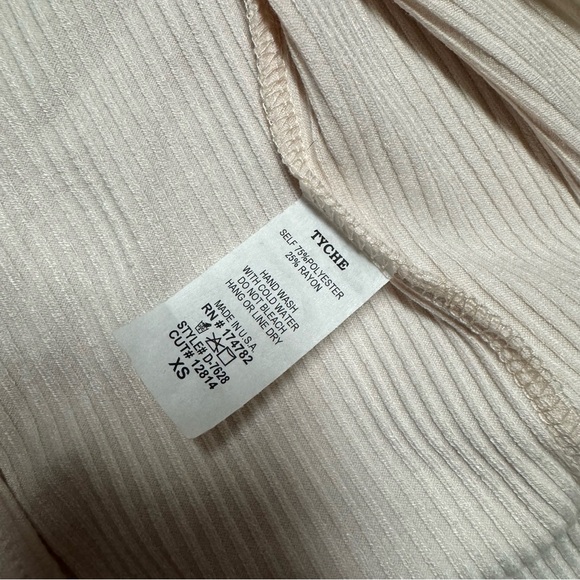 TYCHE
SELF 75%POLYESTER
25% RAYON
HAND WASH
WITH COLD WATER
DO NOT BLEACH
HANG OR LINE DRY
MADE IN U.S.A.
RN # 174782
STYLE# D-7628
CUT# 12814
XS